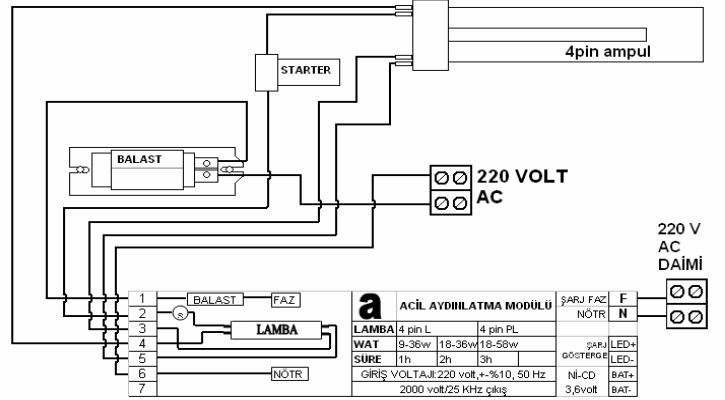 4pin ampul
STARTER
BALAST
220 VOLT
AC
220 V
AC
DAİMİ
1 BALAST FAZ
2 S
3 LAMBA
4
5
6 NÖTR
7
a ACİL AYDINLATMA MODÜLÜ
LAMBA 4 pin L 4 pin PL
WAT 9-36w 18-36w 18-58w
SÜRE 1h 2h 3h
GİRİŞ VOLTAJI:220 volt,+-%10, 50 Hz
2000 volt/25 KHz çıkış
ŞARJ FAZ F
NÖTR N
ŞARJ GÖSTERGE LED+
LED-
Nİ-CD BAT+
3,6volt BAT-